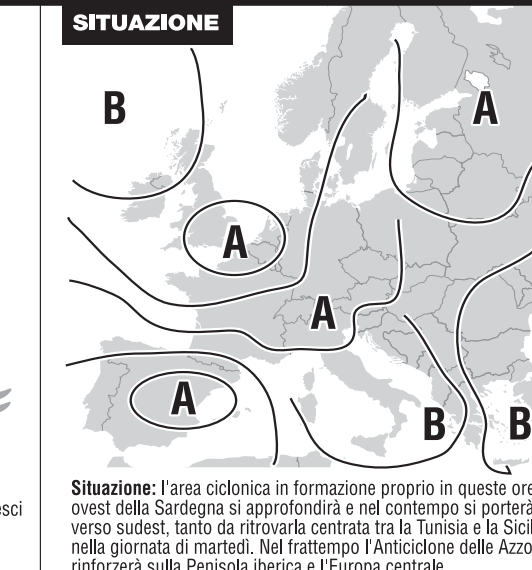 SITUAZIONE
B
A
A
A
A
B
B
esci
Situazione: l'area ciclonica in formazione proprio in queste ore
ovest della Sardegna si approfondirà e nel contempo si porterà
verso sudest, tanto da ritrovarla centrata tra la Tunisia e la Sicil
nella giornata di martedì. Nel frattempo l'Anticiclone delle Azzo
rinforzerà sulla Penisola iberica e l'Europa centrale